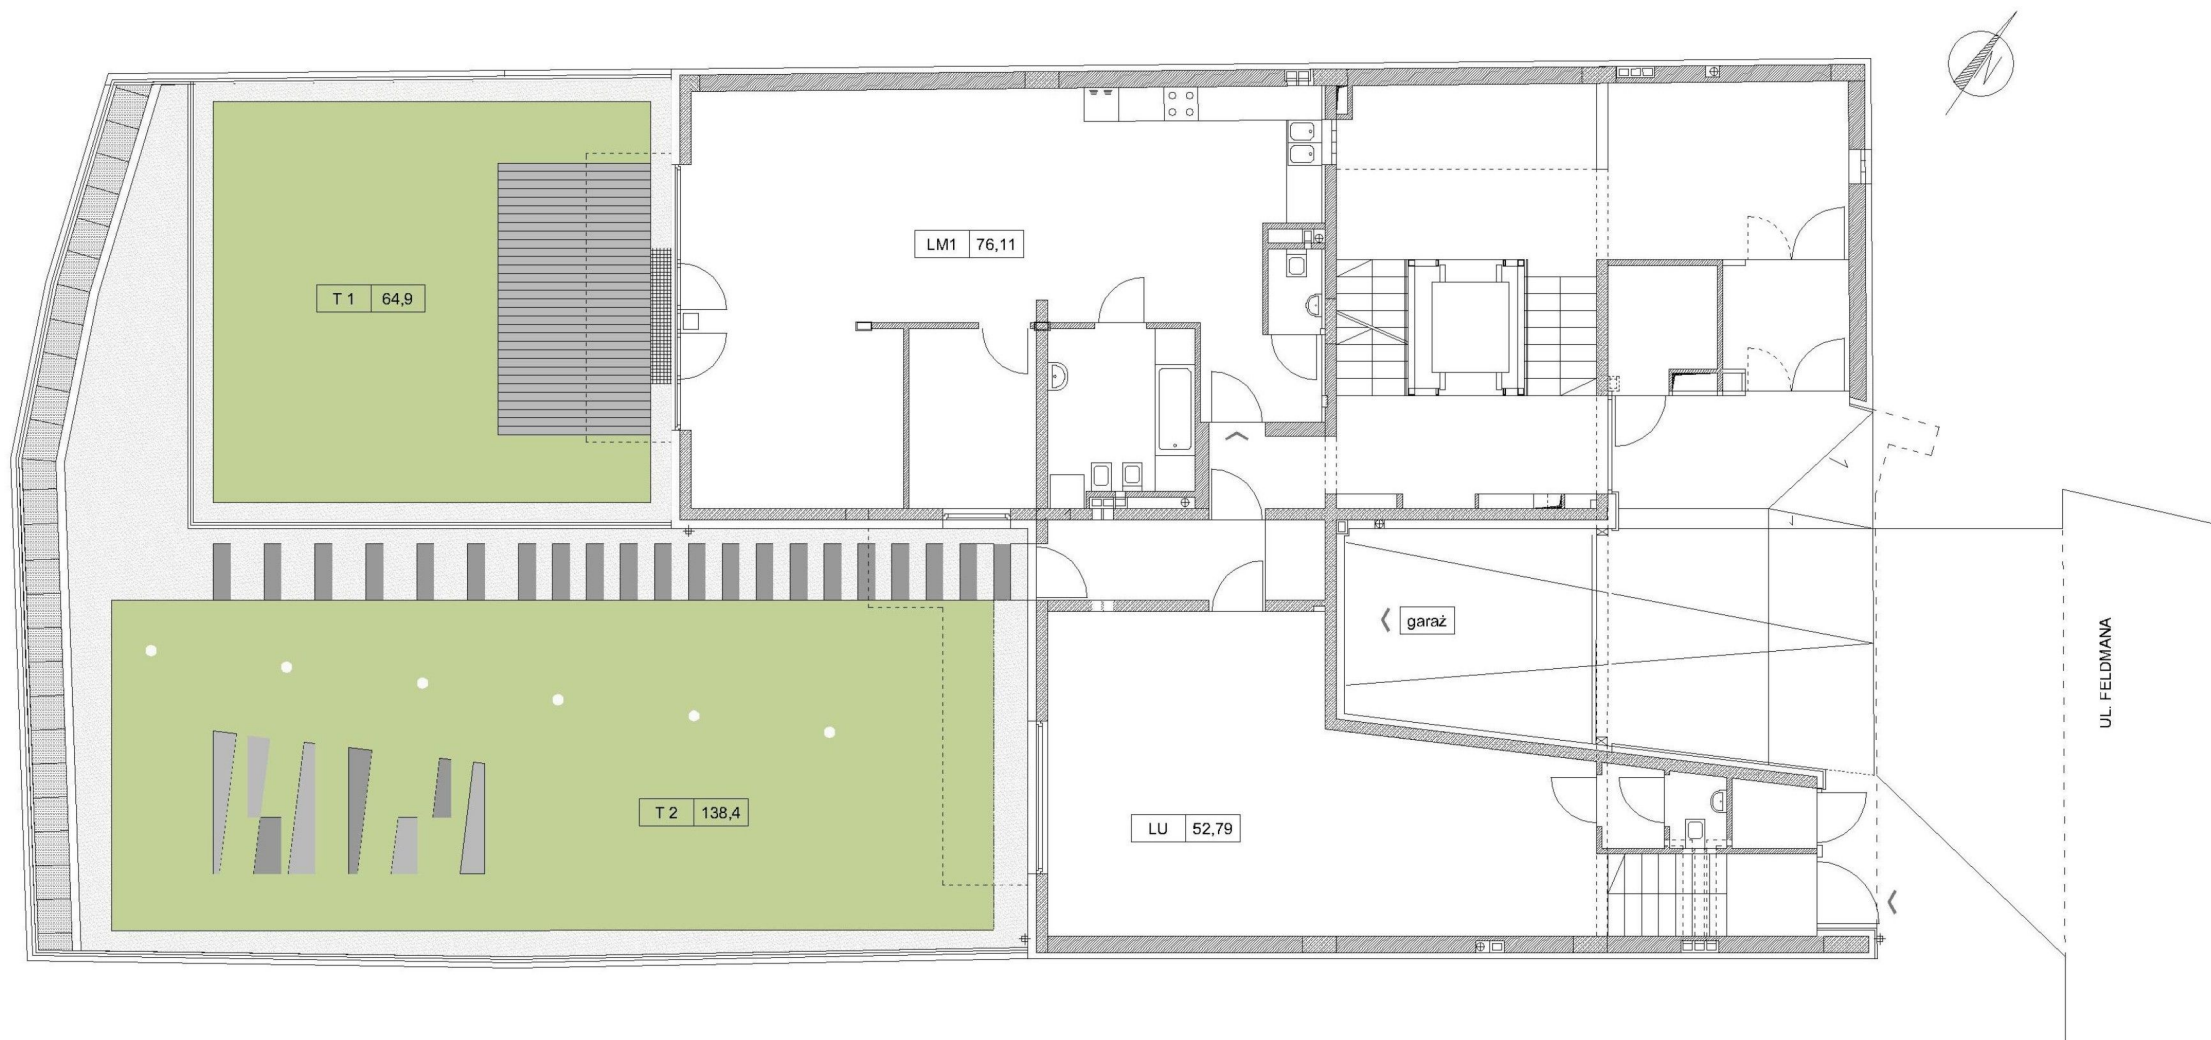 N
LM1 76,11
T 1 64,9
garaż
UL. FELDMANA
T 2 138,4
LU 52,79